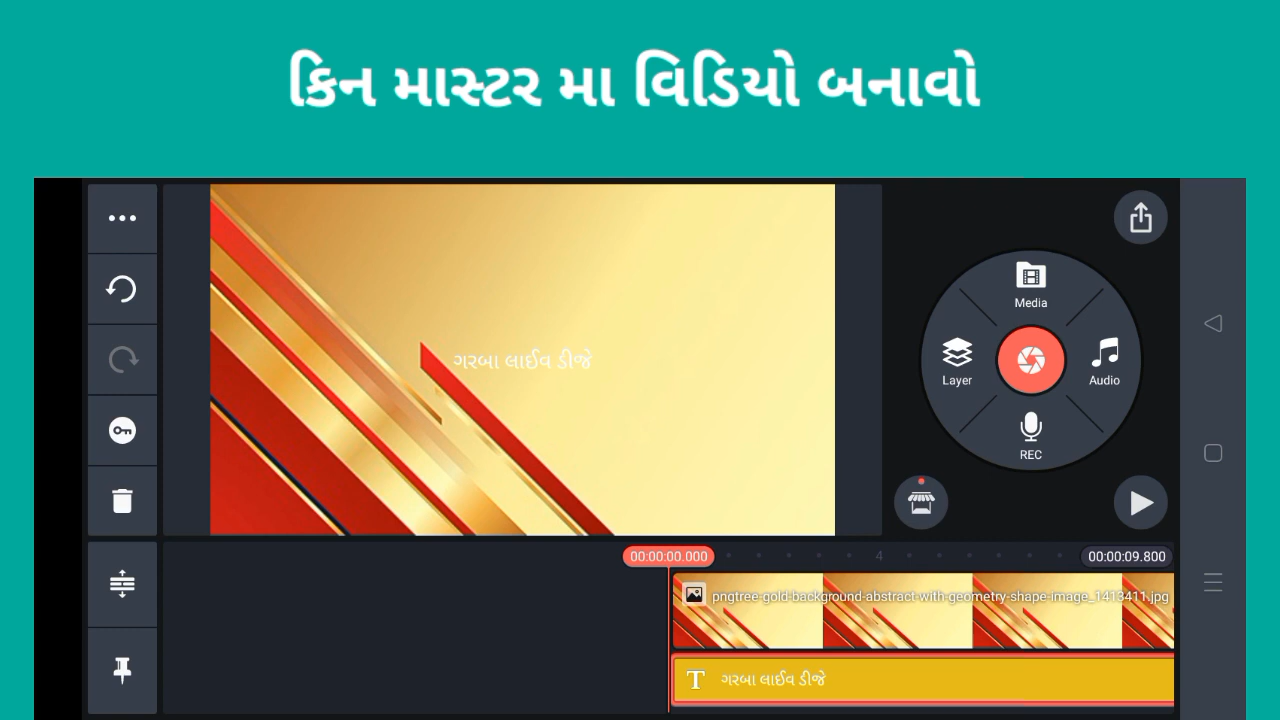 કિન માસ્ટર મા વિડિયો બનાવો
ગરબા લાઈવ ડીજે
Media
Layer
Audio
REC
00:00:00.000
4
00:00:09.800
pngtree-gold-background-abstract-with-geometry-shape-image_1413411.jpg
T ગરબા લાઈવ ડીજે